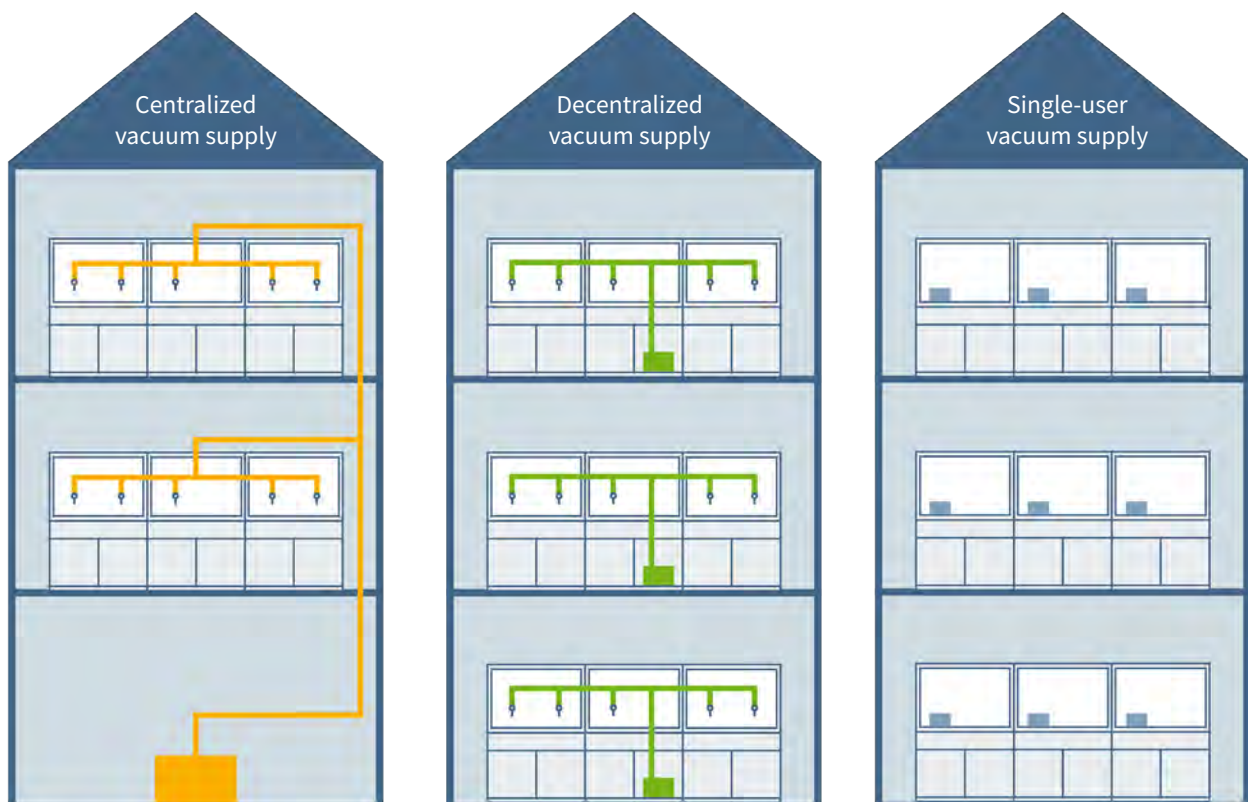 Centralized
vacuum supply
Decentralized
vacuum supply
Single-user
vacuum supply